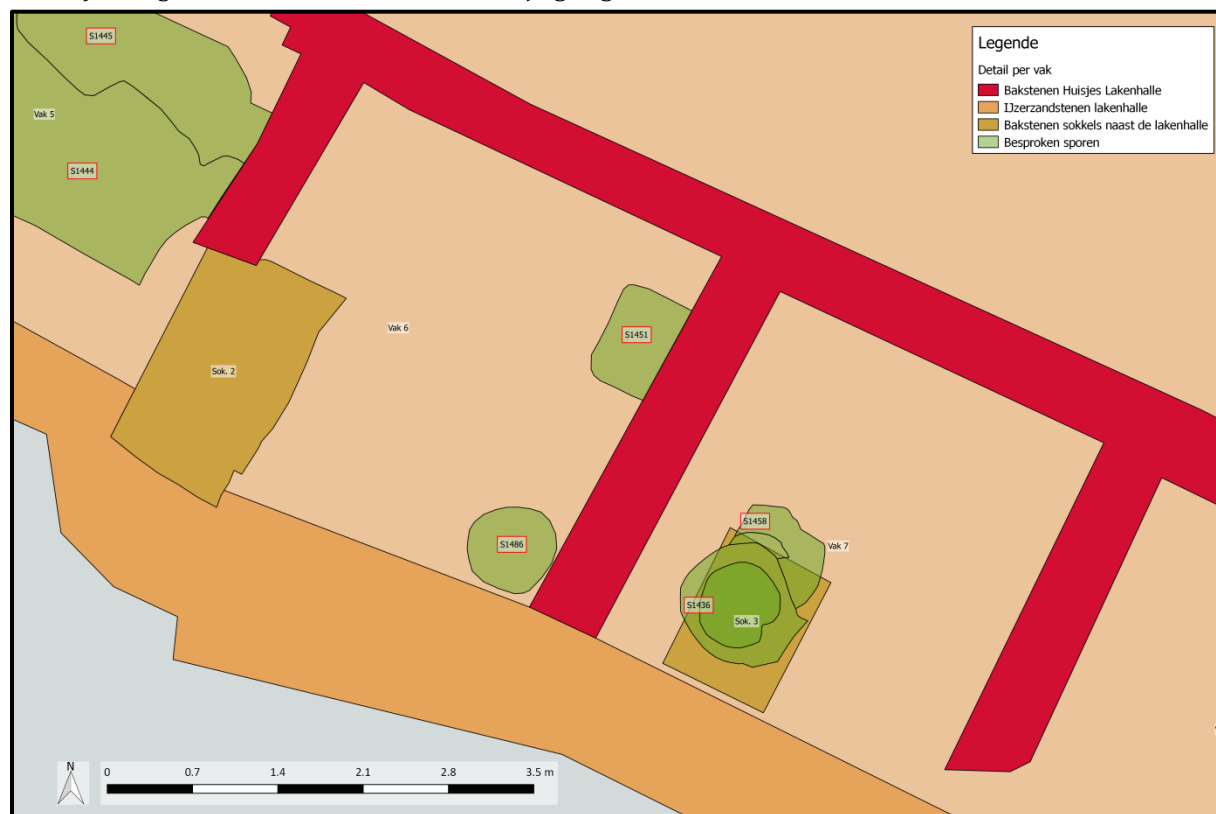 S1445
Vak 5
S1444
Legende
Detail per vak
Bakstenen Huisjes Lakenhalle
IJzerzandstenen lakenhalle
Bakstenen sokkels naast de lakenhalle
Besproken sporen
Vak 6
S1451
Sok. 2
S1486
S1458
Vak 7
S1436
Sok. 3
N
0 0.7 1.4 2.1 2.8 3.5 m